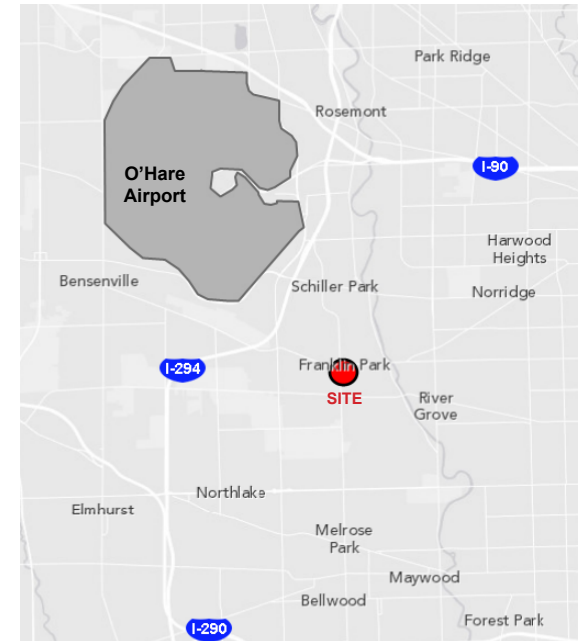 Park Ridge
Rosemont
O'Hare
Airport
I-90
Harwood
Heights
Bensenville
Schiller Park
Norridge
I-294
Franklin Park
SITE
River
Grove
Northlake
Elmhurst
Melrose
Park
Maywood
Bellwood
Forest Park
I-290